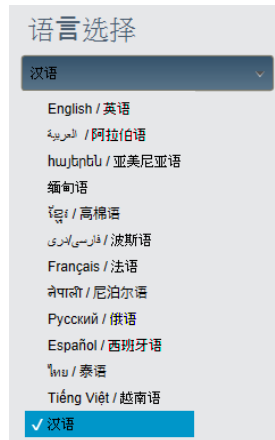 语言选择
汉语
English / 英语
العربية / 阿拉伯语
հայերեն / 亚美尼亚语
缅甸语
ខ្មែរ / 高棉语
فارسی/دری / 波斯语
Français / 法语
नेपाली / 尼泊尔语
Русский / 俄语
Español / 西班牙语
ไทย / 泰语
Tiếng Việt / 越南语
汉语